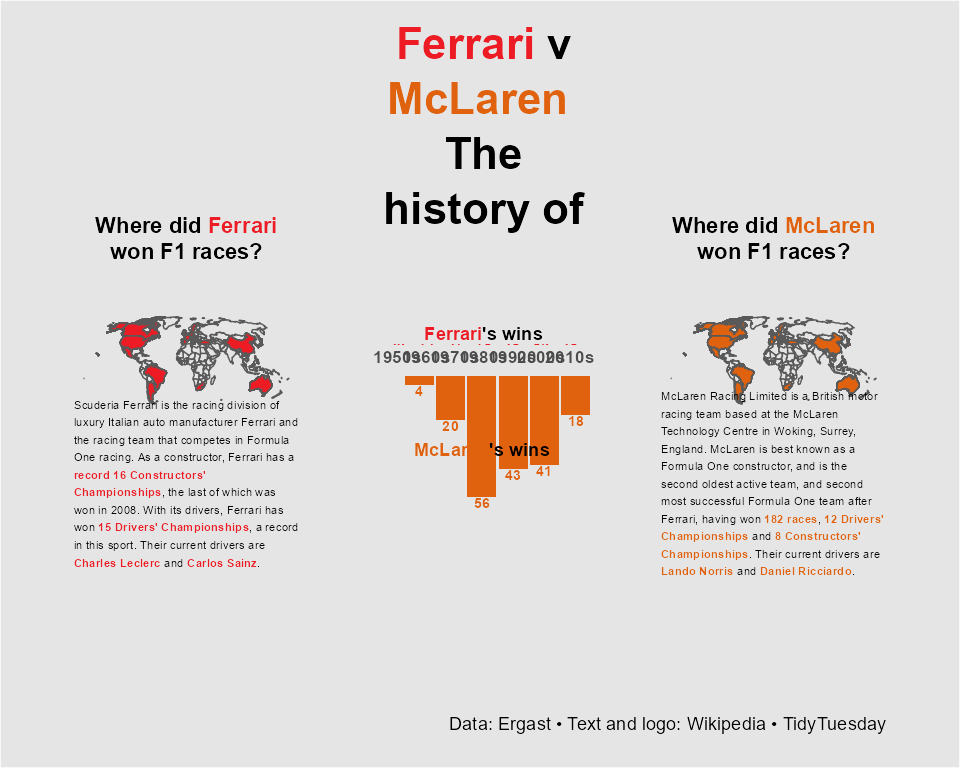 Ferrari v
McLaren
The
history of
Where did Ferrari
won F1 races?
Where did McLaren
won F1 races?
Ferrari's wins
1950s 1960s 1970s 1980s 1990s 2000s 2010s
4
20
56
43
41
18
McLar 's wins
Scuderia Ferrari is the racing division of
luxury Italian auto manufacturer Ferrari and
the racing team that competes in Formula
One racing. As a constructor, Ferrari has a
record 16 Constructors'
Championships, the last of which was
won in 2008. With its drivers, Ferrari has
won 15 Drivers' Championships, a record
in this sport. Their current drivers are
Charles Leclerc and Carlos Sainz.
McLaren Racing Limited is a British motor
racing team based at the McLaren
Technology Centre in Woking, Surrey,
England. McLaren is best known as a
Formula One constructor, and is the
second oldest active team, and second
most successful Formula One team after
Ferrari, having won 182 races, 12 Drivers'
Championships and 8 Constructors'
Championships. Their current drivers are
Lando Norris and Daniel Ricciardo.
Data: Ergast • Text and logo: Wikipedia • TidyTuesday